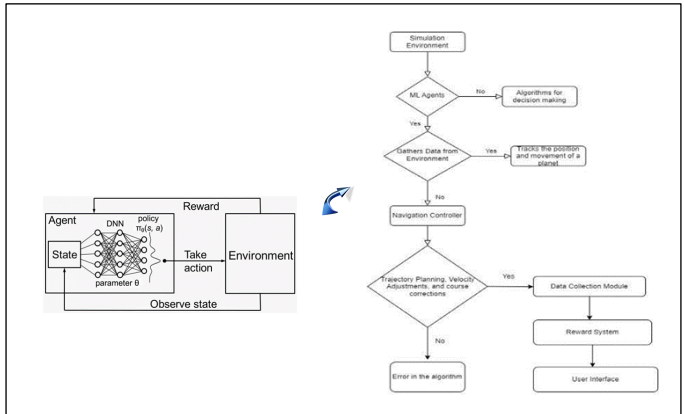 Reward
Agent
DNN
policy
πθ(s, a)
State
Take
action
Environment
parameter θ
Observe state
Simulation
Environment
ML Agents
No
Algorithms for
decision making
Yes
Gathers Data from
Environment
Yes
Tracks the position
and movement of a
planet
No
Navigation Controller
Trajectory Planning, Velocity
Adjustments, and course
corrections
Yes
Data Collection Module
Reward System
No
Error in the algorithm
User Interface